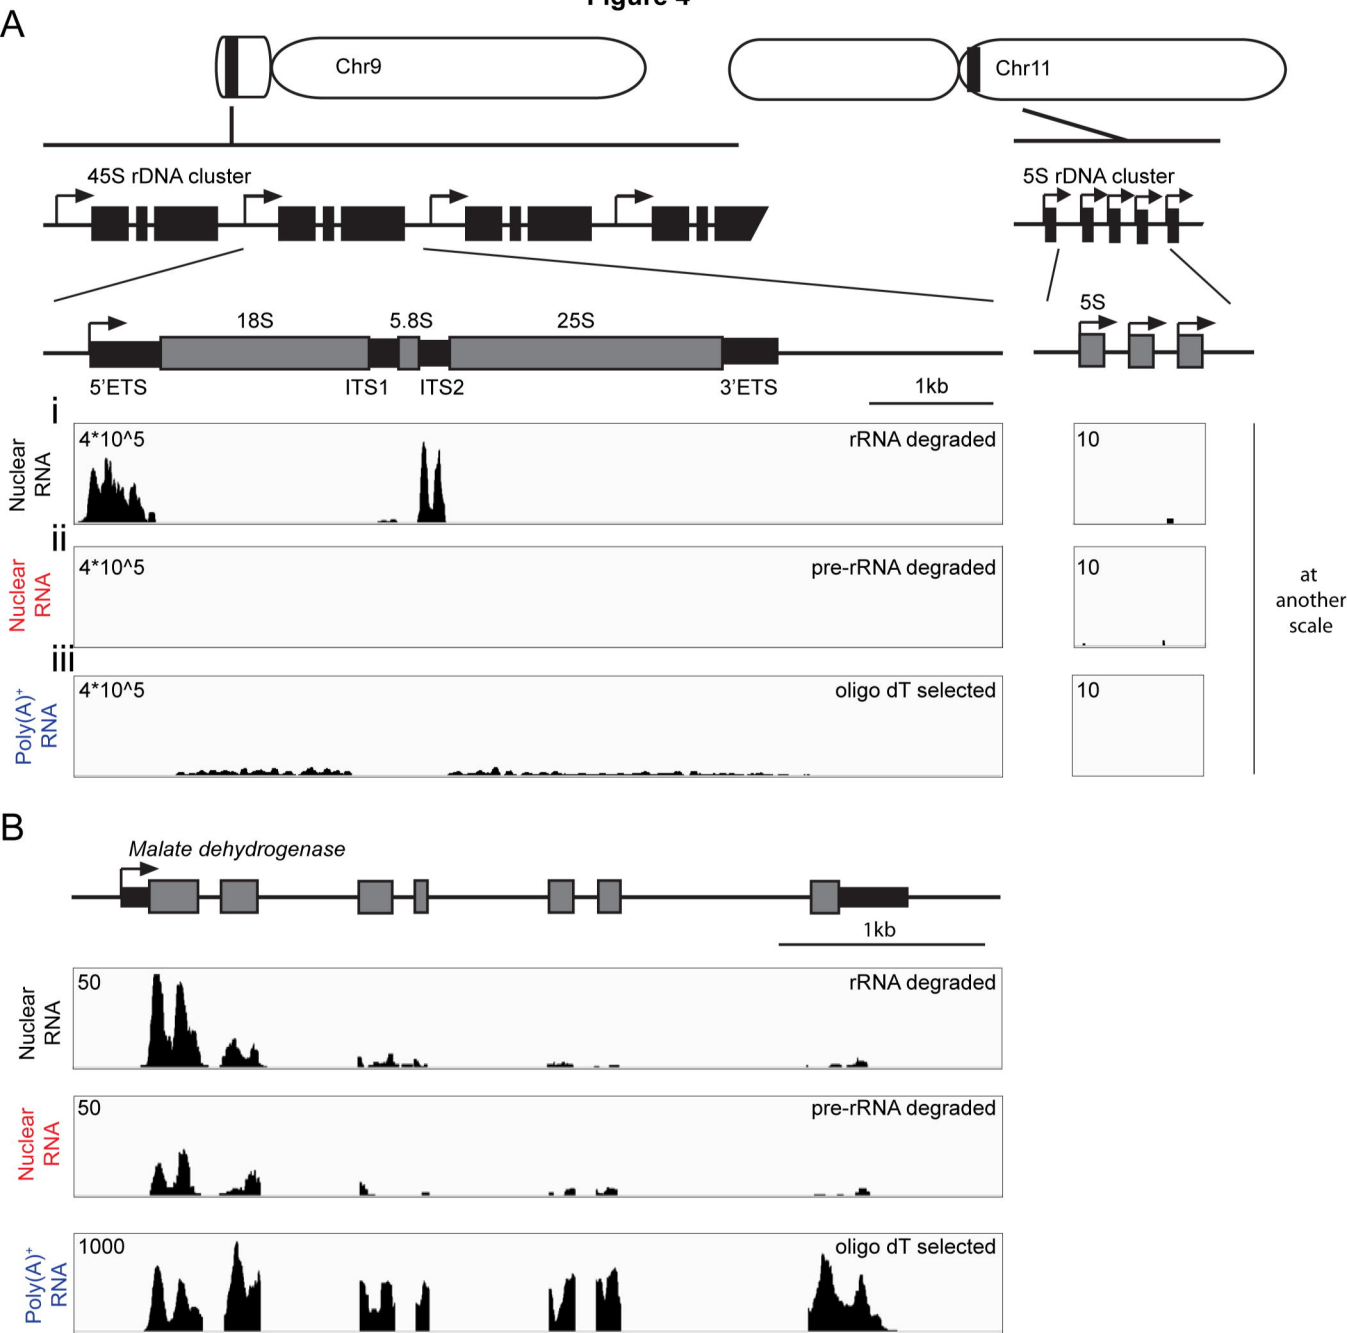 Figure 4
A
Chr9
Chr11
45S rDNA cluster
5S rDNA cluster
18S
5.8S
25S
5S
5'ETS
ITS1
ITS2
3'ETS
1kb
i
Nuclear
RNA
4*10^5
rRNA degraded
10
ii
Nuclear
RNA
4*10^5
pre-rRNA degraded
10
at
another
scale
iii
Poly(A)+
RNA
4*10^5
oligo dT selected
10
B
Malate dehydrogenase
1kb
Nuclear
RNA
50
rRNA degraded
Nuclear
RNA
50
pre-rRNA degraded
Poly(A)+
RNA
1000
oligo dT selected